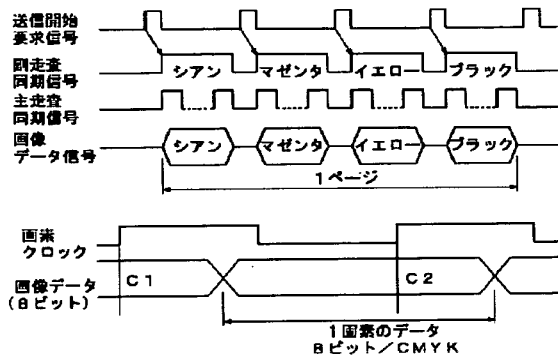 送信開始
要求信号
副走査
同期信号
シアン
マゼンタ
イエロー
ブラック
主走査
同期信号
画像
データ信号
シアン
マゼンタ
イエロー
ブラック
1ページ
画素
クロック
画像データ
(8ビット)
C1
C2
1画素のデータ
8ビット/CMYK